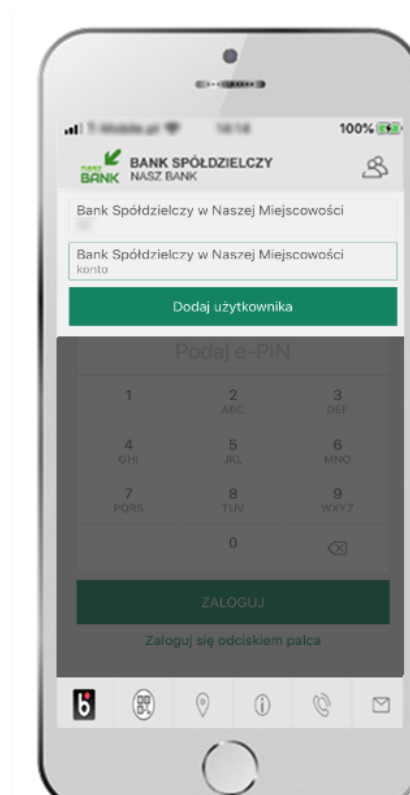 100%
nasz BANK
BANK SPÓŁDZIELCZY
NASZ BANK
Bank Spółdzielczy w Naszej Miejscowości
Bank Spółdzielczy w Naszej Miejscowości
konto
Dodaj użytkownika
Podaj e-PIN
1 2 3
ABC DEF
4 5 6
GHI JKL MNO
7 8 9
PQRS TUV WXYZ
0
ZALOGUJ
Zaloguj się odciskiem palca